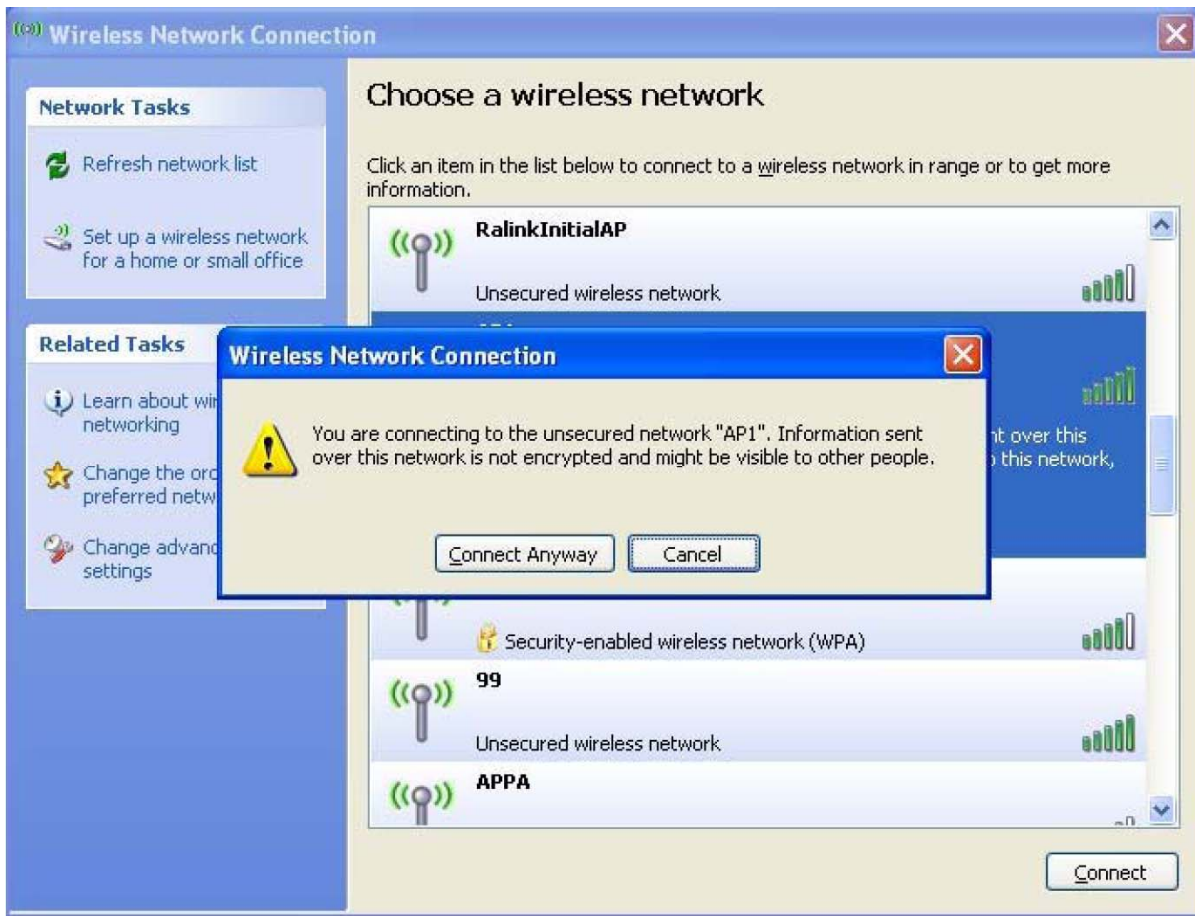 Wireless Network Connection
Network Tasks
Refresh network list
Set up a wireless network
for a home or small office
Related Tasks
Learn about
networking
Change the
preferred
Change
settings
Choose a wireless network
Click an item in the list below to connect to a wireless network in range or to get more
information.
RalinkInitialAP
Unsecured wireless network
over this
this network,
Wireless Network Connection
You are connecting to the unsecured network "AP1". Information sent
over this network is not encrypted and might be visible to other people.
Connect Anyway
Cancel
Security-enabled wireless network (WPA)
99
Unsecured wireless network
APPA
Connect